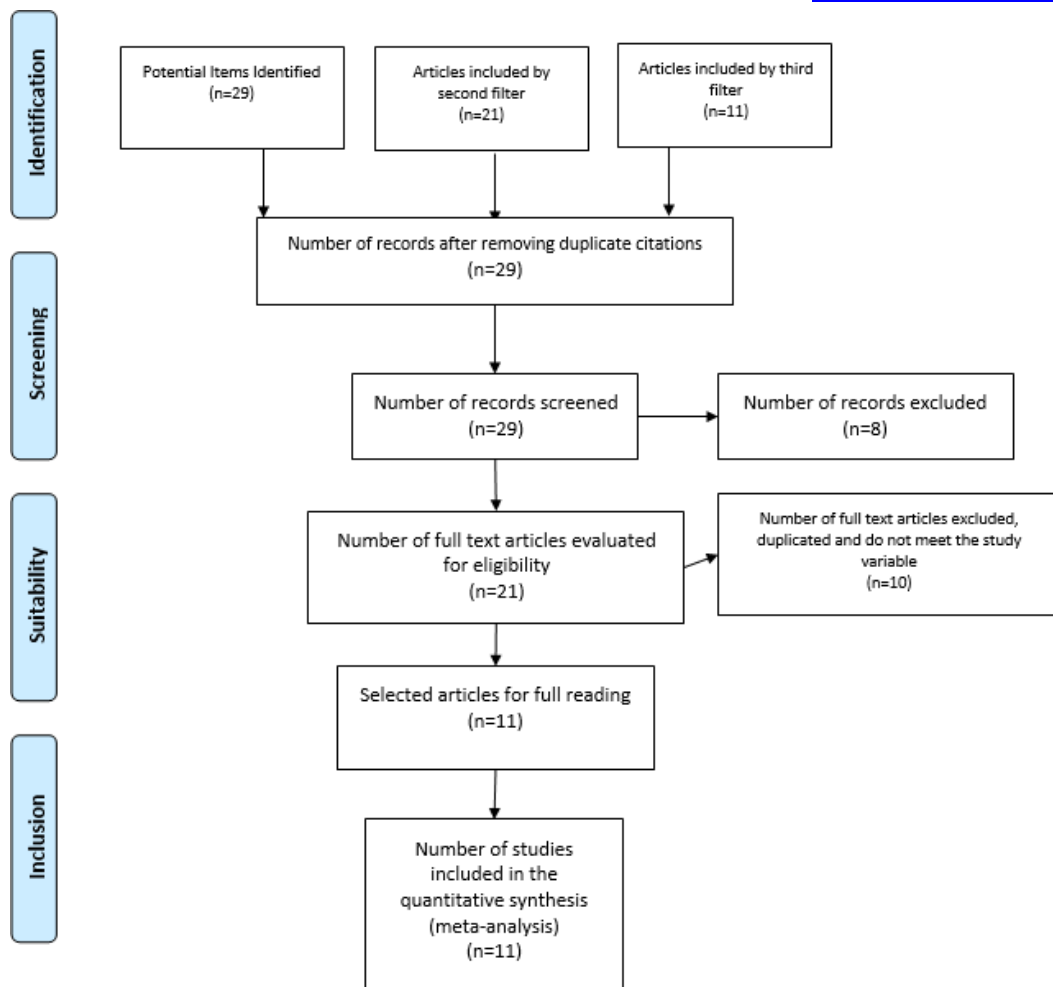 Identification
Potential Items Identified
(n=29)
Articles included by
second filter
(n=21)
Articles included by third
filter
(n=11)
Number of records after removing duplicate citations
(n=29)
Screening
Number of records screened
(n=29)
Number of records excluded
(n=8)
Suitability
Number of full text articles evaluated
for eligibility
(n=21)
Number of full text articles excluded,
duplicated and do not meet the study
variable
(n=10)
Selected articles for full reading
(n=11)
Inclusion
Number of studies
included in the
quantitative synthesis
(meta-analysis)
(n=11)